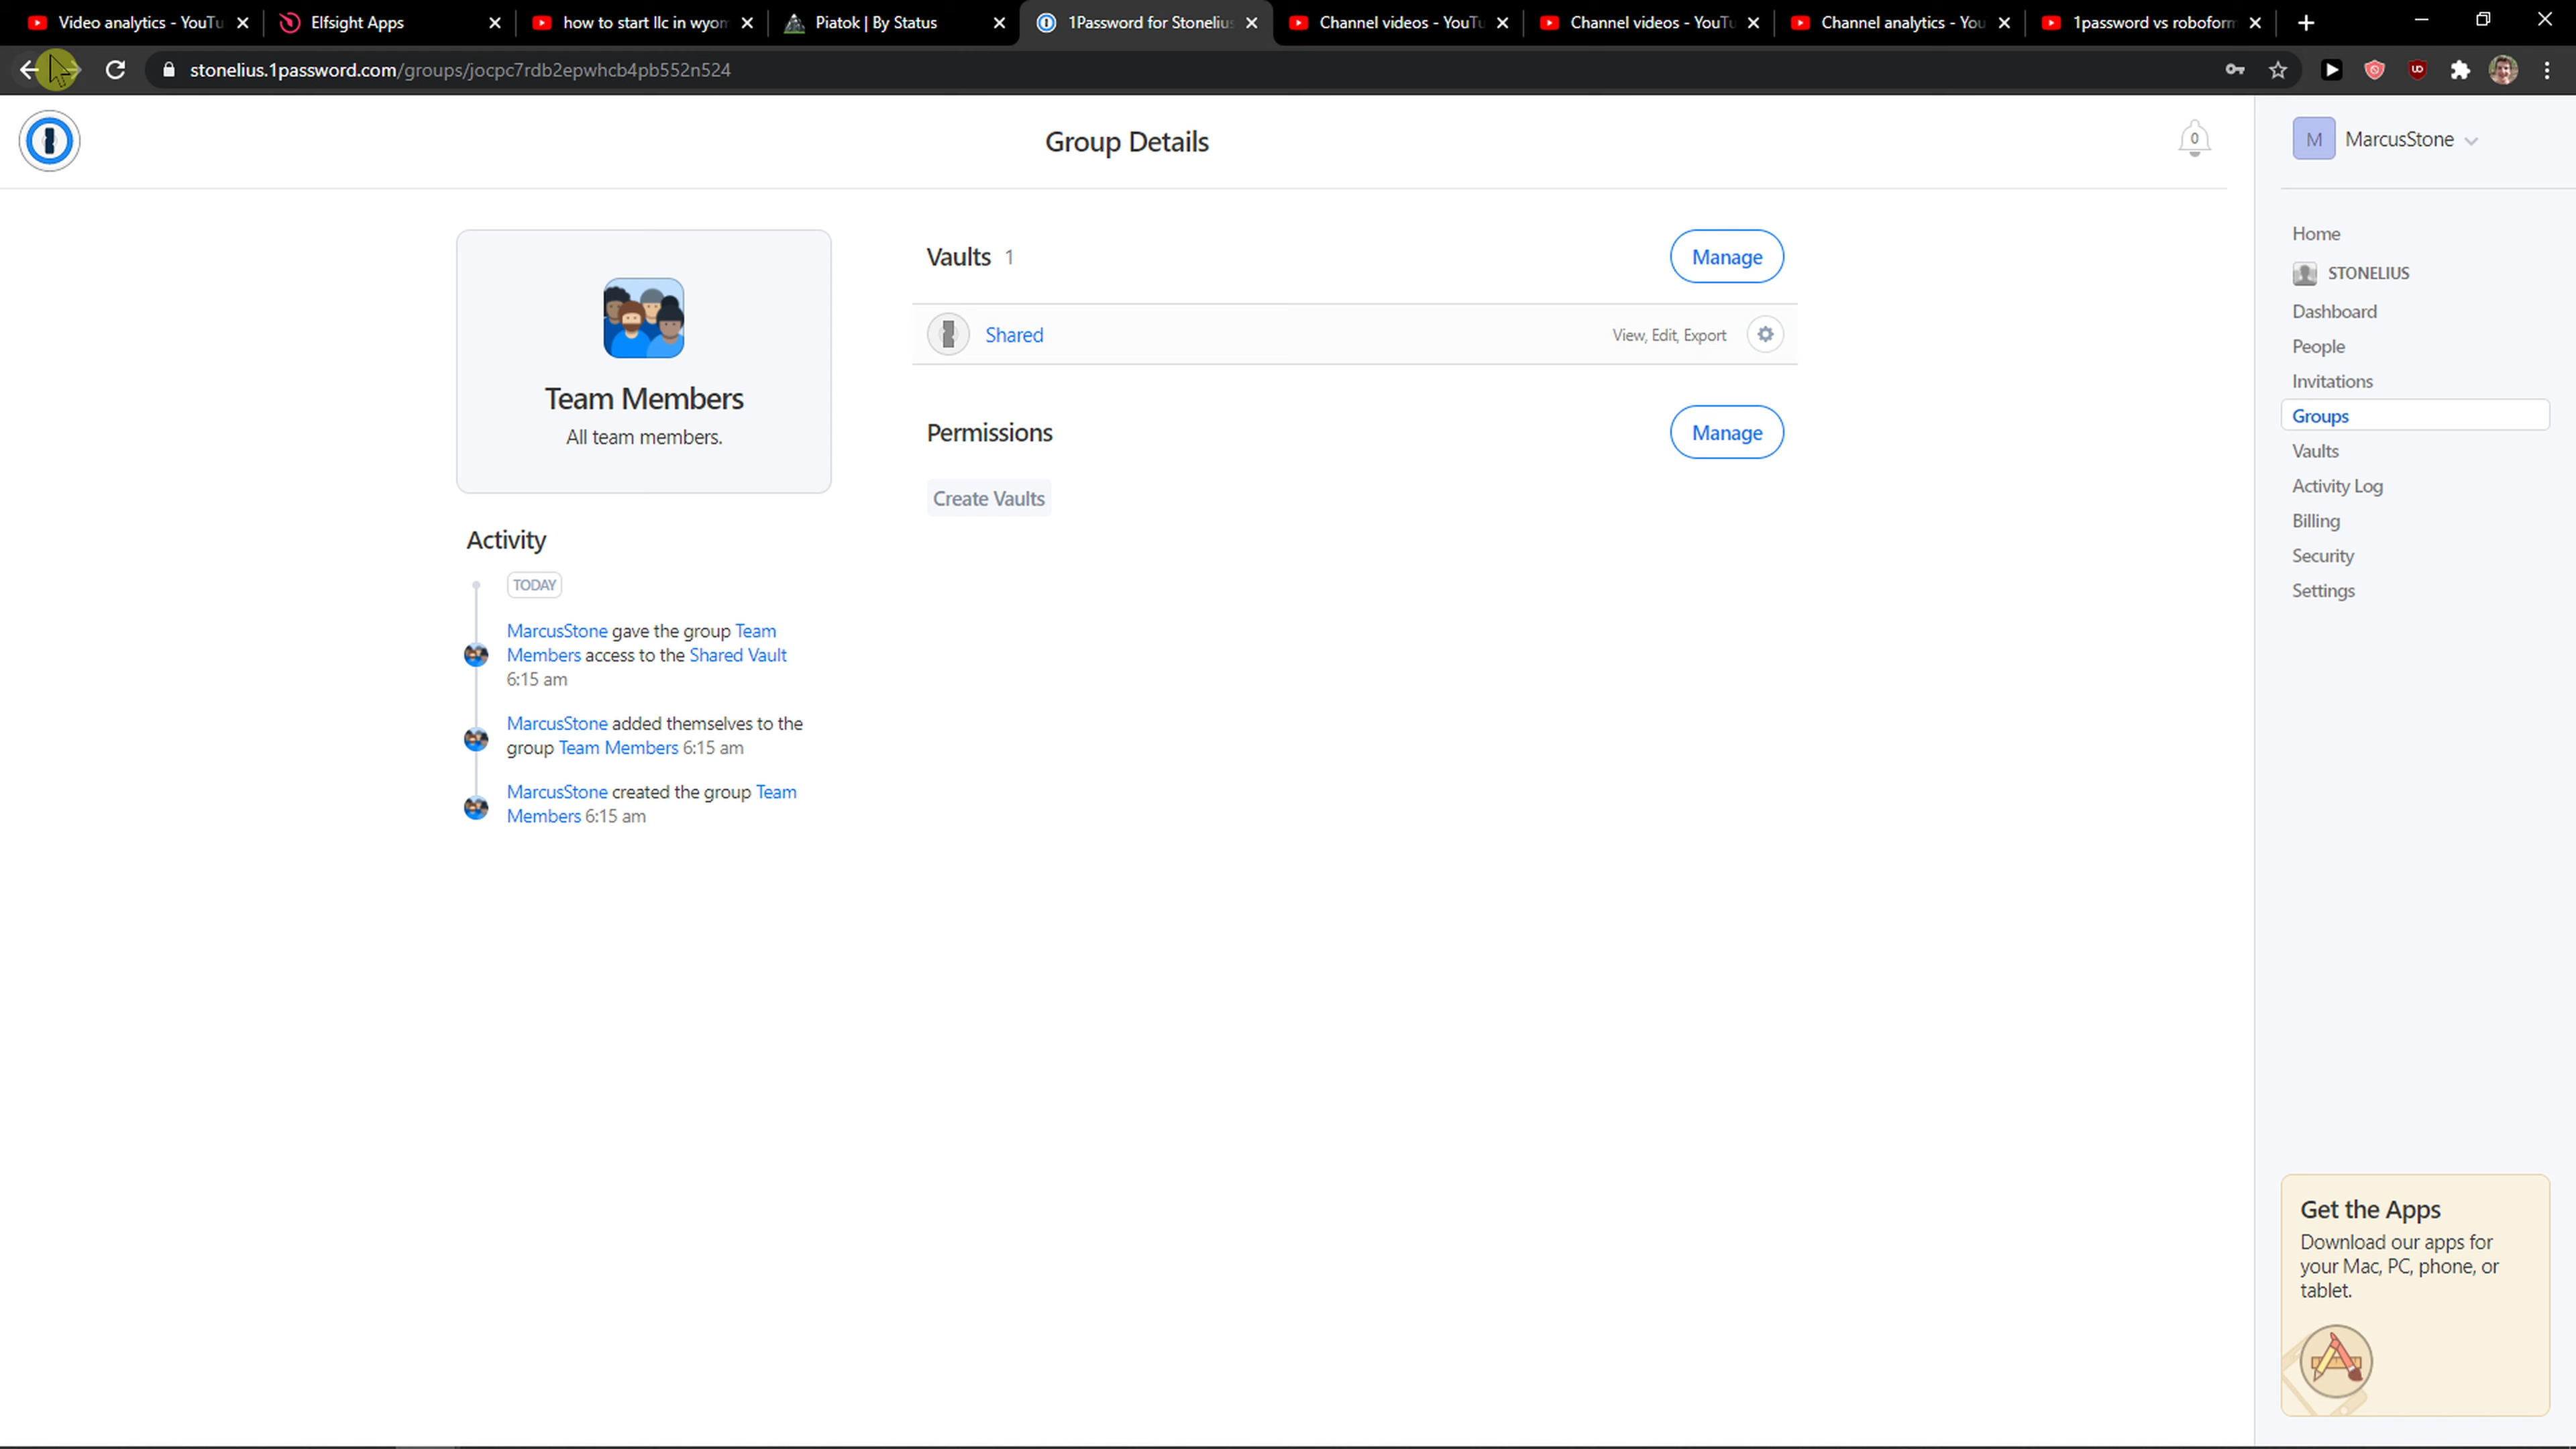 Video analytics - YouTu
Elfsight Apps
how to start llc in wyom
Piatok | By Status
1Password for Stonelius
Channel videos - YouTu
Channel videos - YouTu
Channel analytics - You
1password vs roboform
stonelius.1password.com/groups/jocpc7rdb2epwhcb4pb552n524
Group Details
0
M MarcusStone
Team Members
All team members.
Activity
TODAY
MarcusStone gave the group Team
Members access to the Shared Vault
6:15 am
MarcusStone added themselves to the
group Team Members 6:15 am
MarcusStone created the group Team
Members 6:15 am
Vaults 1
Manage
Shared
View, Edit, Export
Permissions
Manage
Create Vaults
Home
STONELIUS
Dashboard
People
Invitations
Groups
Vaults
Activity Log
Billing
Security
Settings
Get the Apps
Download our apps for
your Mac, PC, phone, or
tablet.